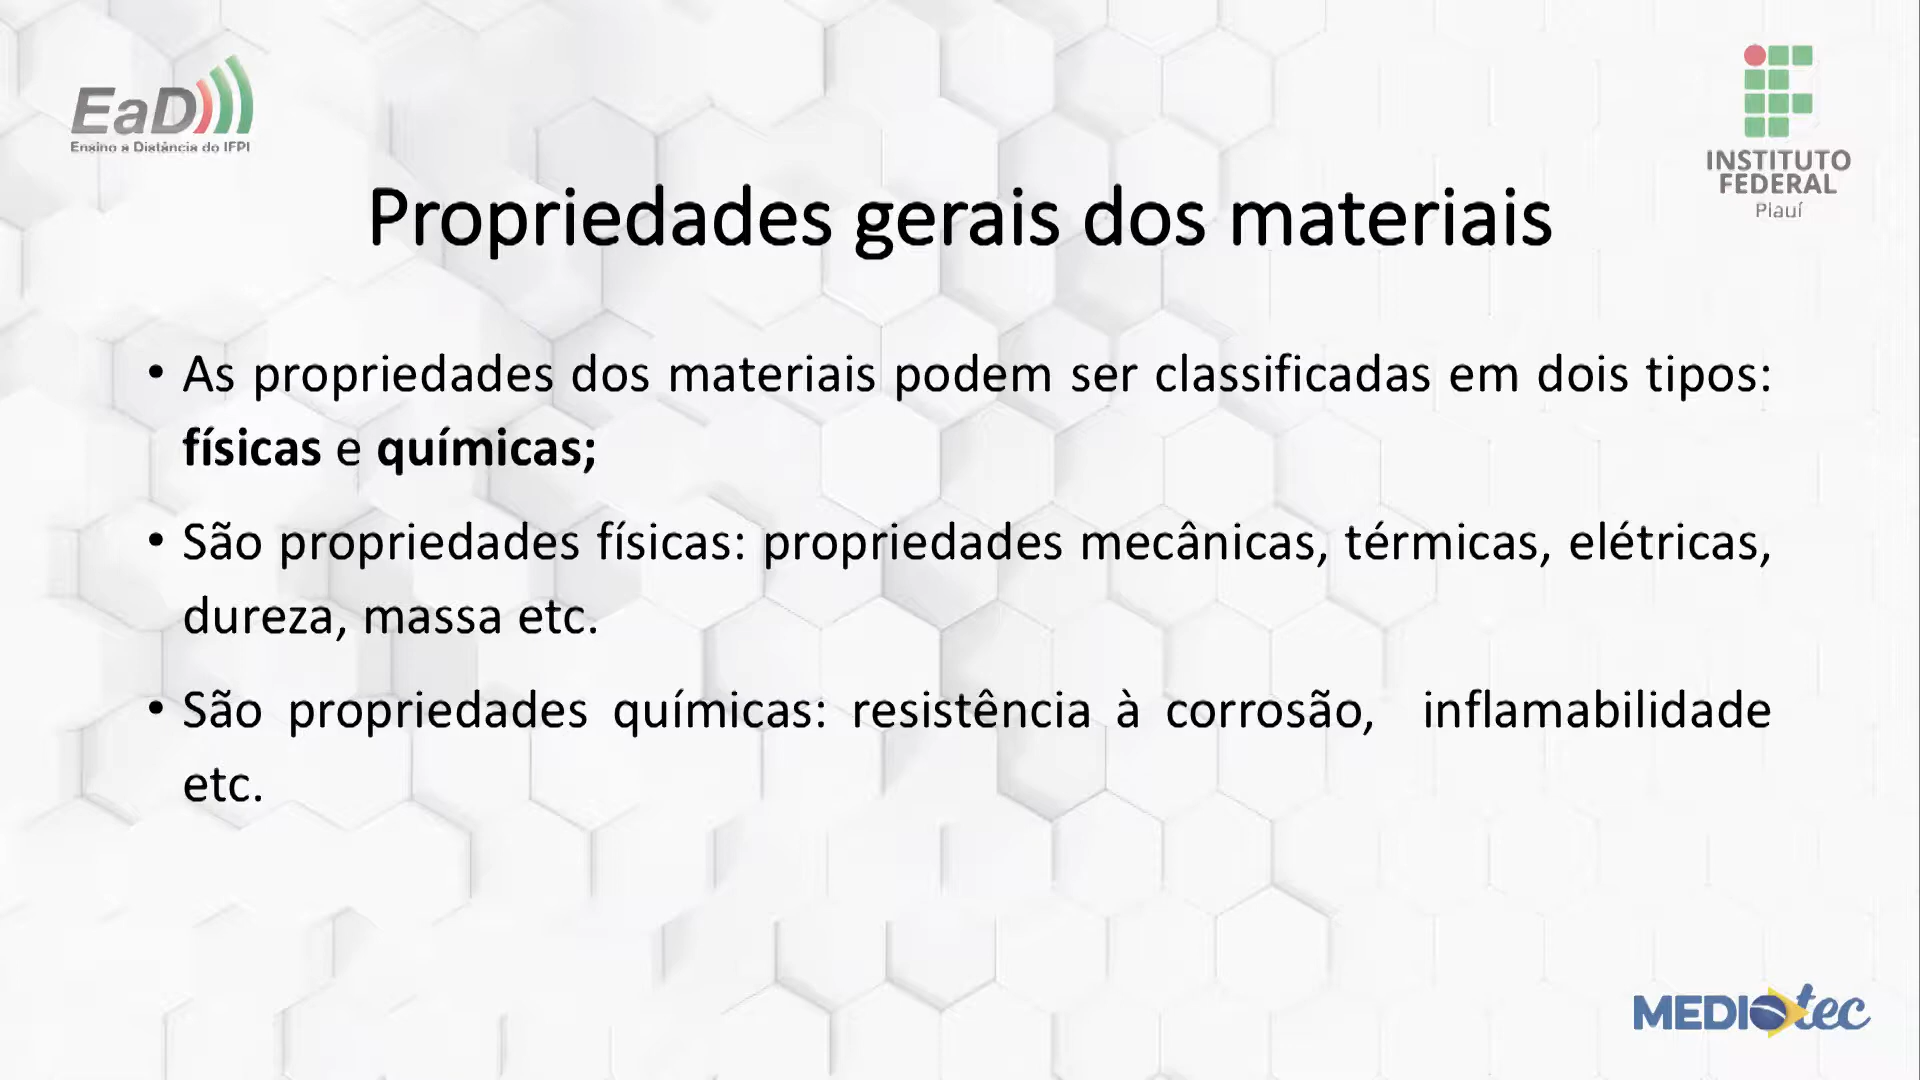 EaD
Ensino a Distância do IFPI
INSTITUTO
FEDERAL
Piauí
Propriedades gerais dos materiais
• As propriedades dos materiais podem ser classificadas em dois tipos:
físicas e químicas;
• São propriedades físicas: propriedades mecânicas, térmicas, elétricas,
dureza, massa etc.
• São propriedades químicas: resistência à corrosão, inflamabilidade
etc.
MEDIOtec